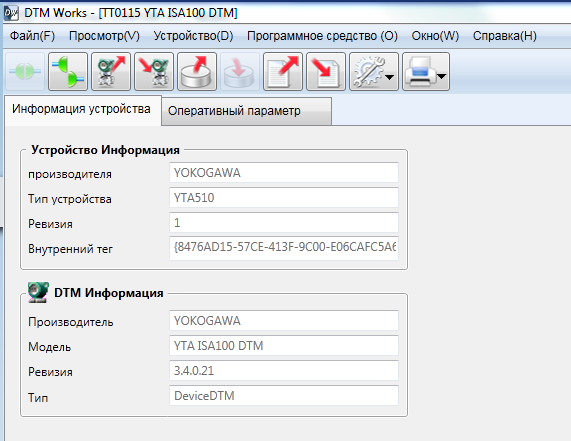 DTM Works - [TT0115 YTA ISA100 DTM]
Файл(F) Просмотр(V) Устройство(D) Программное средство (O) Окно(W) Справка(H)
Информация устройства Оперативный параметр
Устройство Информация
производителя YOKOGAWA
Тип устройства YTA510
Ревизия 1
Внутренний тег {8476AD15-57CE-413F-9C00-E06CAFC5A6
DTM Информация
Производитель YOKOGAWA
Модель YTA ISA100 DTM
Ревизия 3.4.0.21
Тип DeviceDTM